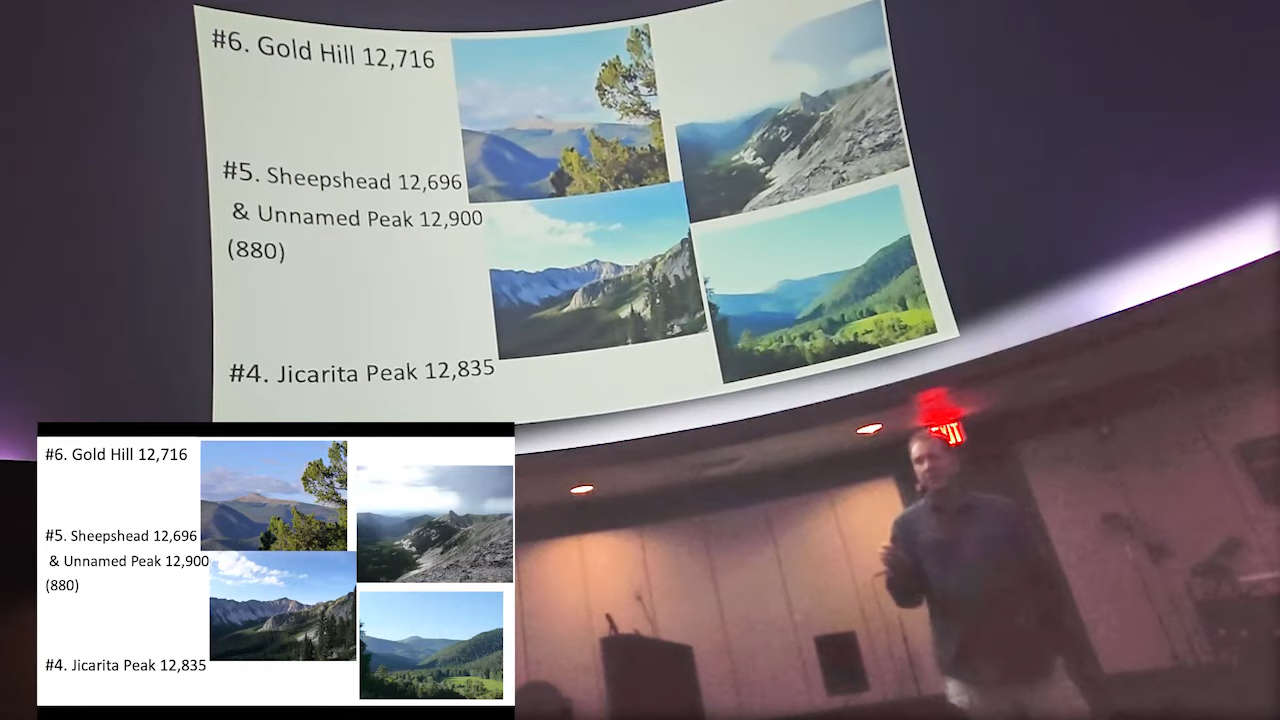 #6. Gold Hill 12,716
#5. Sheepshead 12,696
& Unnamed Peak 12,900
(880)
#4. Jicarita Peak 12,835
EXIT
#6. Gold Hill 12,716
#5. Sheepshead 12,696
& Unnamed Peak 12,900
(880)
#4. Jicarita Peak 12,835